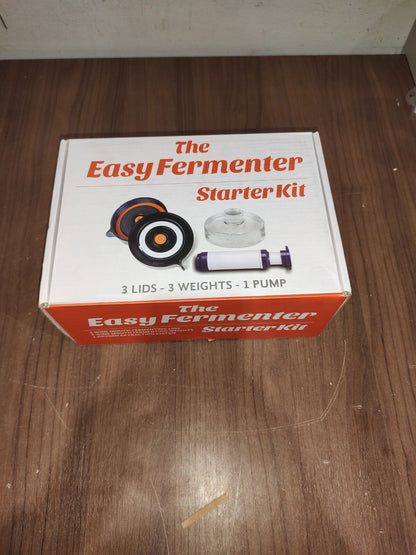 The
Easy Fermenter
Starter Kit
3 LIDS - 3 WEIGHTS - 1 PUMP
The
Easy Fermenter
Starter Kit